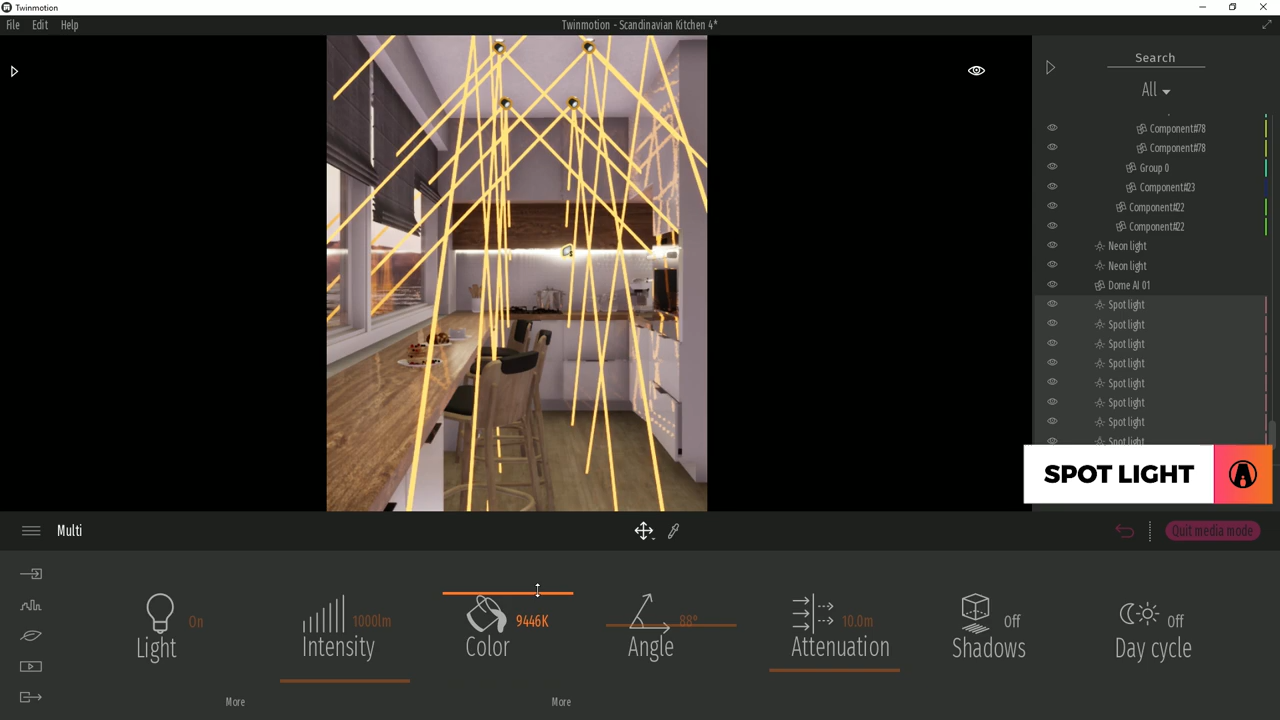 Twinmotion
File Edit Help
Twinmotion - Scandinavian Kitchen 4*
Search
All
Component#78
Component#78
Group 0
Component#23
Component#22
Component#22
Neon light
Neon light
Dome AI 01
Spot light
Spot light
Spot light
Spot light
Spot light
Spot light
Spot light
Spot light
SPOT LIGHT
Multi
Quit media mode
Light On
Intensity 1000lm
Color 9446K
Angle 88°
Attenuation 10.0m
Shadows Off
Day cycle Off
More
More